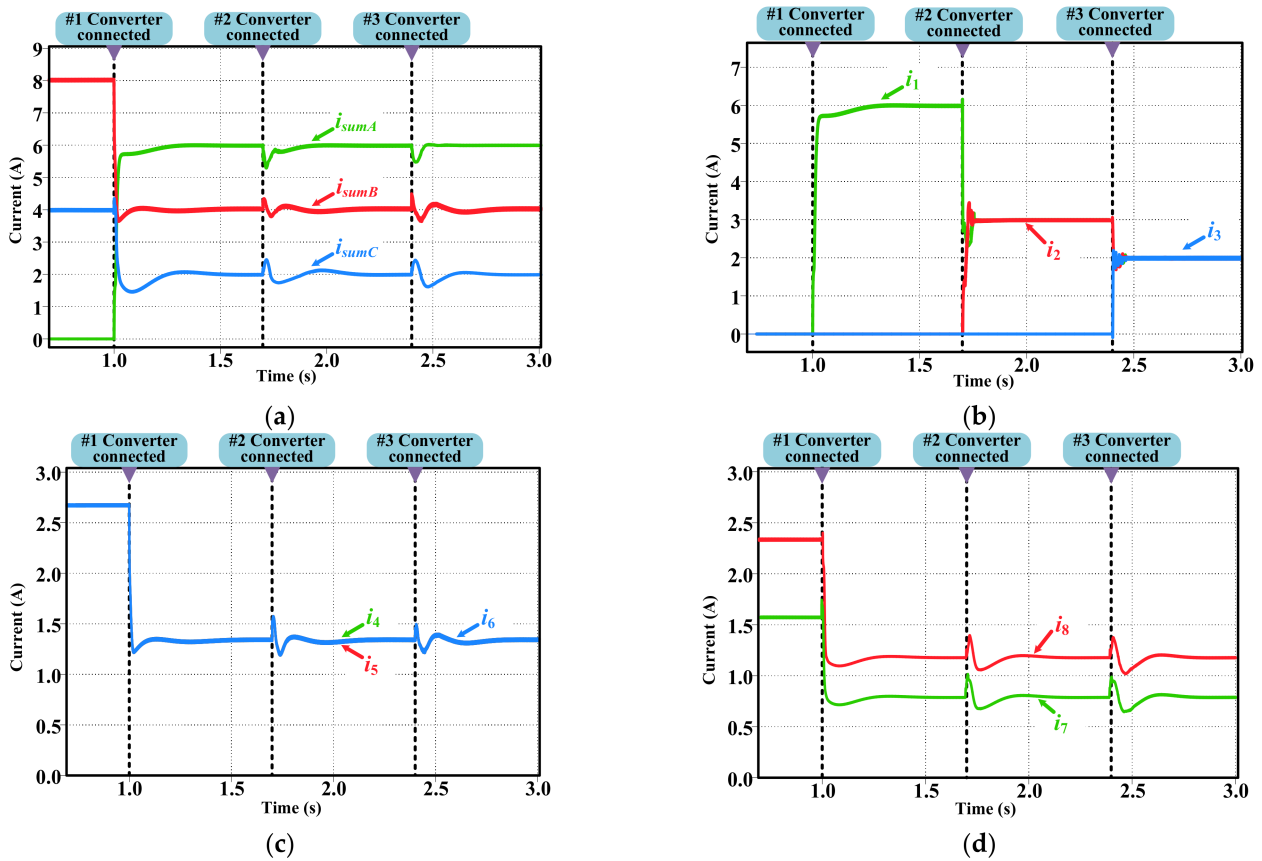 #1 Converter connected
#2 Converter connected
#3 Converter connected
Current (A)
9
8
7
6
5
4
3
2
1
0
i sumA
i sumB
i sumC
1.0
1.5
2.0
2.5
3.0
Time (s)
(a)
#1 Converter connected
#2 Converter connected
#3 Converter connected
Current (A)
7
6
5
4
3
2
1
0
i1
i2
i3
1.0
1.5
2.0
2.5
3.0
Time (s)
(b)
#1 Converter connected
#2 Converter connected
#3 Converter connected
Current (A)
3.0
2.5
2.0
1.5
1.0
0.5
0.0
i4
i5
i6
1.0
1.5
2.0
2.5
3.0
Time (s)
(c)
#1 Converter connected
#2 Converter connected
#3 Converter connected
Current (A)
3.0
2.5
2.0
1.5
1.0
0.5
0.0
i8
i7
1.0
1.5
2.0
2.5
3.0
Time (s)
(d)